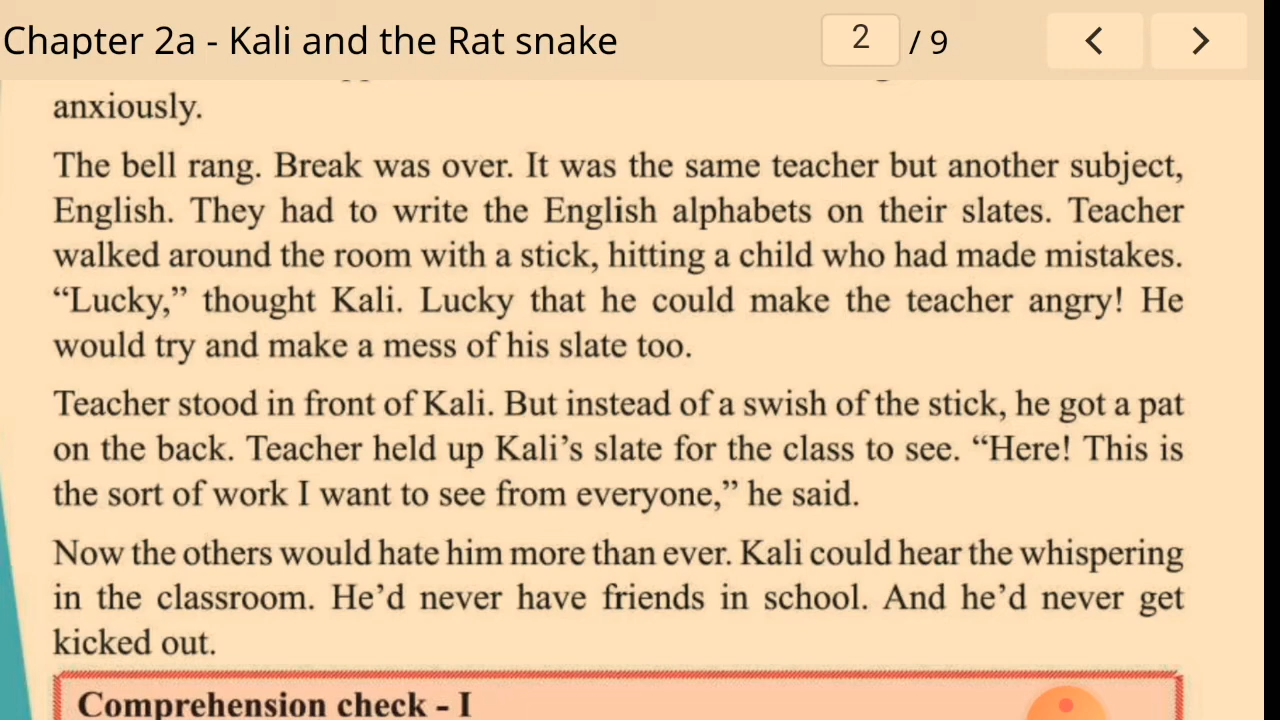 Chapter 2a - Kali and the Rat snake
2 / 9
anxiously.
The bell rang. Break was over. It was the same teacher but another subject,
English. They had to write the English alphabets on their slates. Teacher
walked around the room with a stick, hitting a child who had made mistakes.
“Lucky,” thought Kali. Lucky that he could make the teacher angry! He
would try and make a mess of his slate too.
Teacher stood in front of Kali. But instead of a swish of the stick, he got a pat
on the back. Teacher held up Kali’s slate for the class to see. “Here! This is
the sort of work I want to see from everyone,” he said.
Now the others would hate him more than ever. Kali could hear the whispering
in the classroom. He’d never have friends in school. And he’d never get
kicked out.
Comprehension check - I